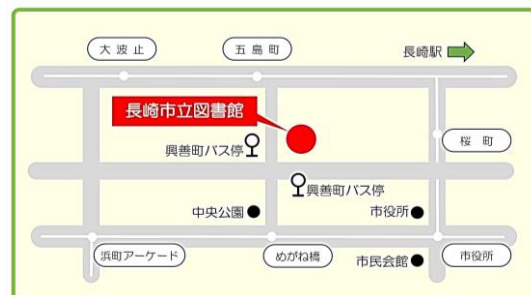 大波止
五島町
長崎駅
長崎市立図書館
興善町バス停
桜町
興善町バス停
中央公園
市役所
浜町アーケード
めがね橋
市民会館
市役所